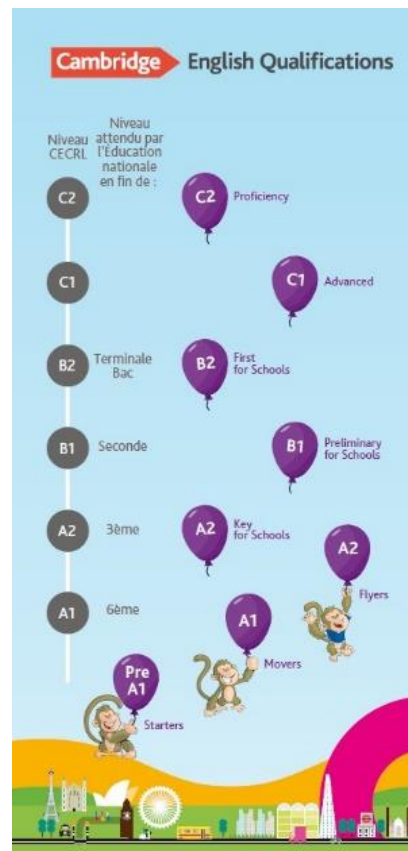 Cambridge English Qualifications
Niveau
CECRL
Niveau
attendu par
l'Éducation
nationale
en fin de :
C2
C2 Proficiency
C1
C1 Advanced
B2 Terminale
Bac
B2 First
for Schools
B1 Seconde
B1 Preliminary
for Schools
A2 3ème
A2 Key
for Schools
A2
Flyers
A1 6ème
A1
Movers
Pre
A1
Starters